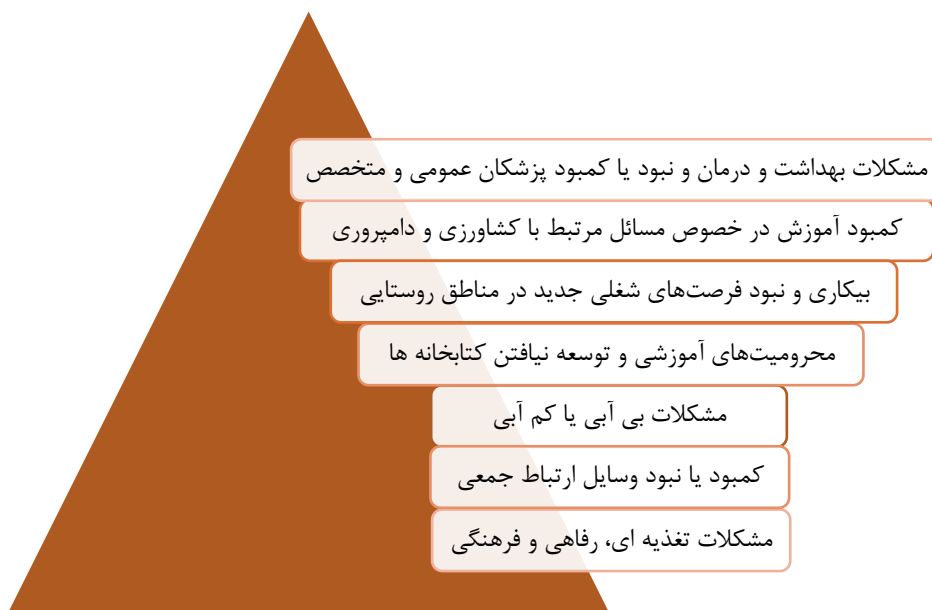 مشکلات بهداشت و درمان و نبود یا کمبود پزشکان عمومی و متخصص
کمبود آموزش در خصوص مسائل مرتبط با کشاورزی و دامپروری
بیکاری و نبود فرصت‌های شغلی جدید در مناطق روستایی
محرومیت‌های آموزشی و توسعه نیافتن کتابخانه ها
مشکلات بی آبی یا کم آبی
کمبود یا نبود وسایل ارتباط جمعی
مشکلات تغذیه ای، رفاهی و فرهنگی